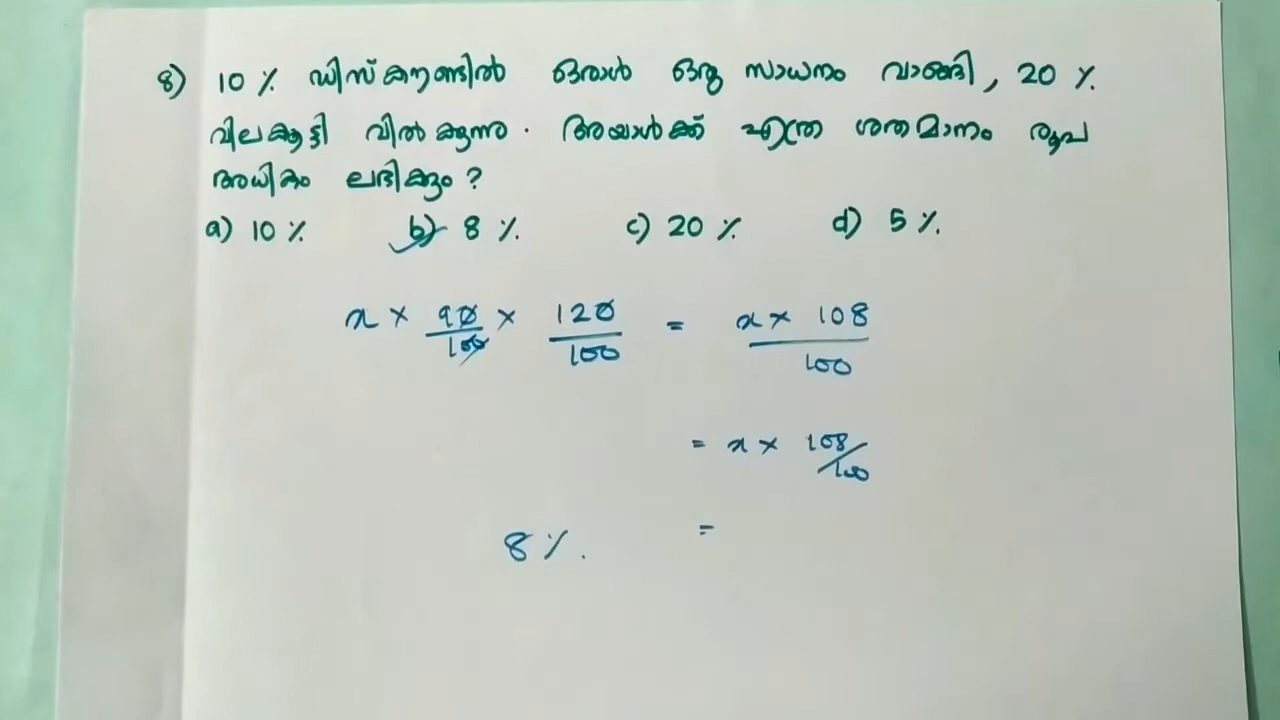 8) 10 % ഡിസ്കൗണ്ടിൽ ഒരാൾ ഒരു സാധനം വാങ്ങി, 20 %.
വിലകൂട്ടി വിൽക്കുന്നു. അയാൾക്ക് എത്ര ശതമാനം രൂപ
അധികം ലഭിക്കും?
a) 10 % b) 8 %. c) 20 % d) 5 %.
x × 90/100 × 120/100 = x × 108/100
= x × 108/100
8 %. =